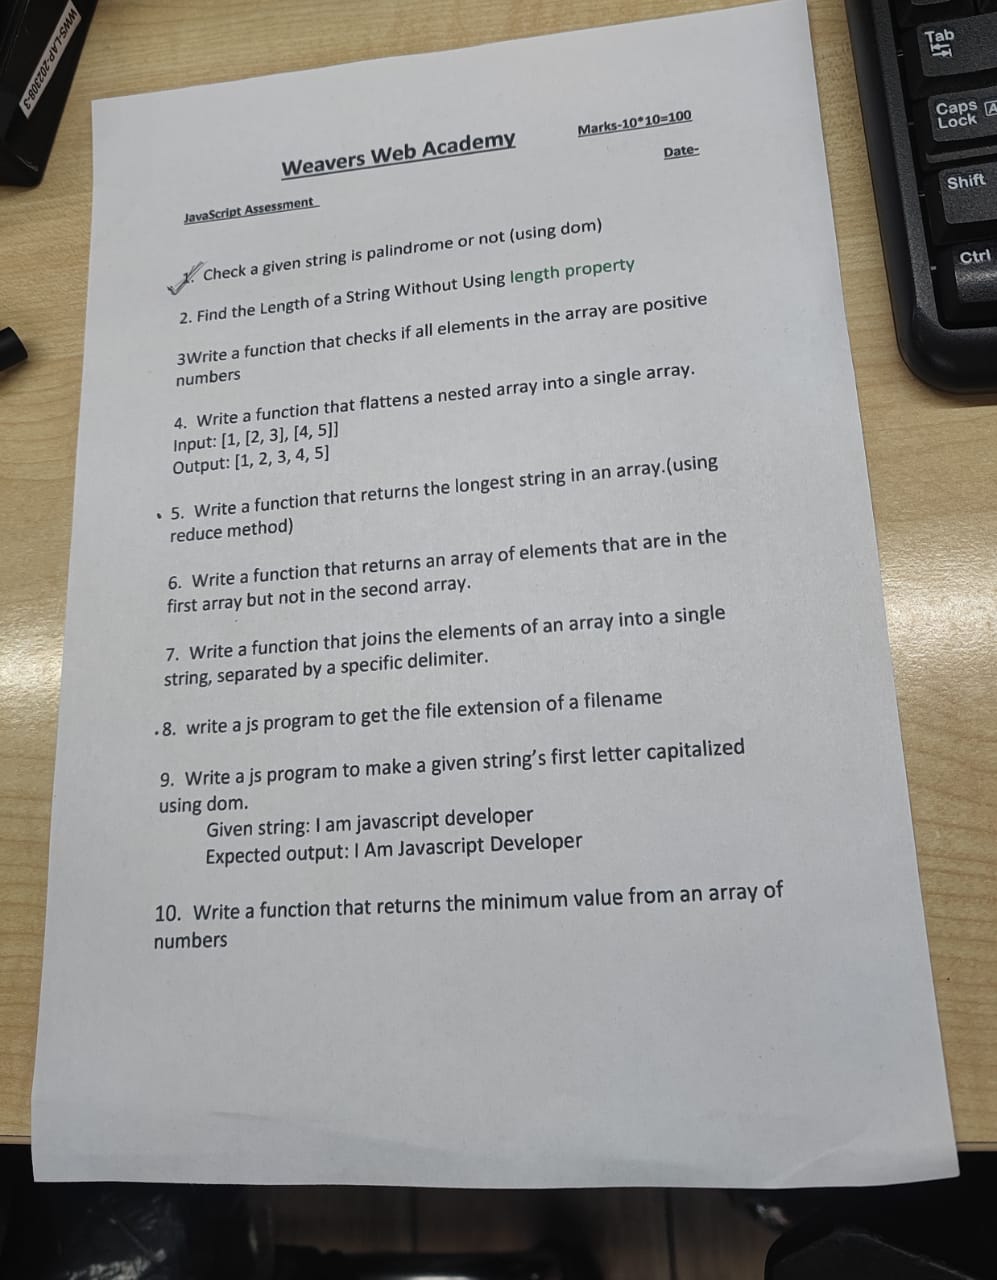 WWS-LAP-202308-3
Tab
Caps
Lock
A
Shift
Ctrl
Weavers Web Academy
Marks-10*10=100
Date-
JavaScript Assessment
1. Check a given string is palindrome or not (using dom)
2. Find the Length of a String Without Using length property
3Write a function that checks if all elements in the array are positive
numbers
4. Write a function that flattens a nested array into a single array.
Input: [1, [2, 3], [4, 5]]
Output: [1, 2, 3, 4, 5]
5. Write a function that returns the longest string in an array.(using
reduce method)
6. Write a function that returns an array of elements that are in the
first array but not in the second array.
7. Write a function that joins the elements of an array into a single
string, separated by a specific delimiter.
8. write a js program to get the file extension of a filename
9. Write a js program to make a given string's first letter capitalized
using dom.
Given string: I am javascript developer
Expected output: I Am Javascript Developer
10. Write a function that returns the minimum value from an array of
numbers